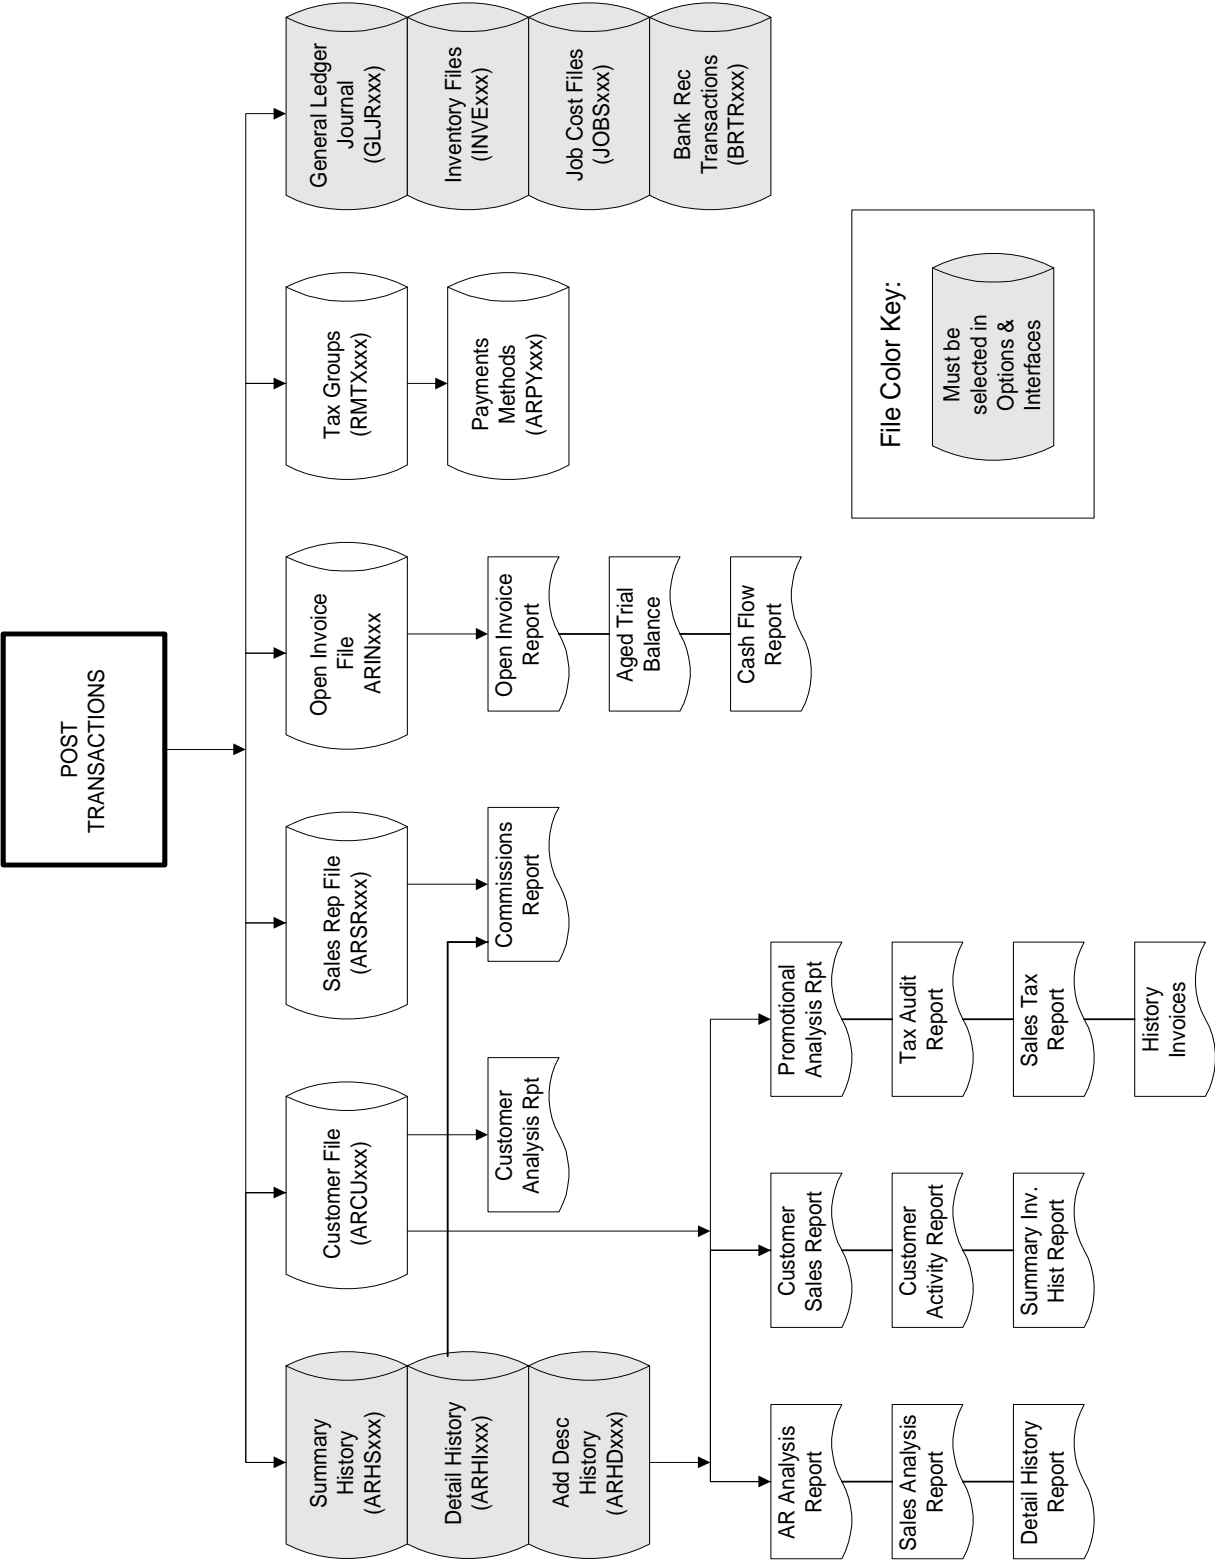 POST
TRANSACTIONS
Summary
History
(ARHSxxx)
Detail History
(ARHIxxx)
Add Desc
History
(ARHDxxx)
Customer File
(ARCUxxx)
Sales Rep File
(ARSRxxx)
Open Invoice
File
ARINxxx
Tax Groups
(RMTXxxx)
Payments
Methods
(ARPYxxx)
General Ledger
Journal
(GLJRxxx)
Inventory Files
(INVExxx)
Job Cost Files
(JOBSxxx)
Bank Rec
Transactions
(BRTRxxx)
Customer
Analysis Rpt
Commissions
Report
Open Invoice
Report
Aged Trial
Balance
Cash Flow
Report
AR Analysis
Report
Sales Analysis
Report
Detail History
Report
Customer
Sales Report
Customer
Activity Report
Summary Inv.
Hist Report
Promotional
Analysis Rpt
Tax Audit
Report
Sales Tax
Report
History
Invoices
File Color Key:
Must be
selected in
Options &
Interfaces